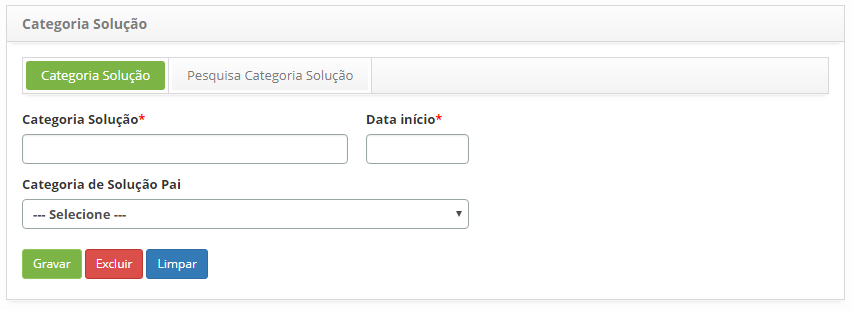 Categoria Solução
Categoria Solução Pesquisa Categoria Solução
Categoria Solução* Data início*
Categoria de Solução Pai
--- Selecione ---
Gravar Excluir Limpar